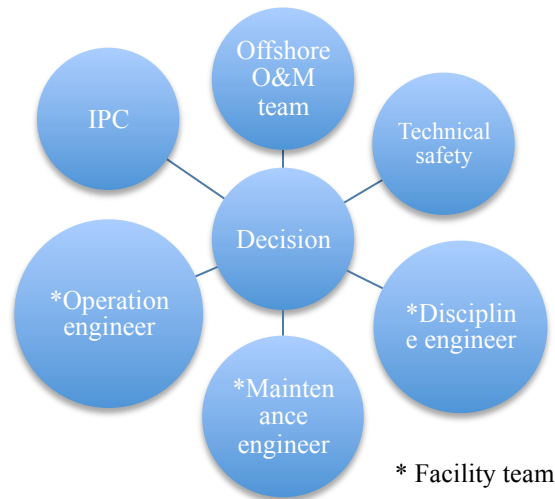 Offshore
O&M
team
IPC
Technical
safety
Decision
*Operation
engineer
*Disciplin
e engineer
*Mainten
ance
engineer
* Facility team